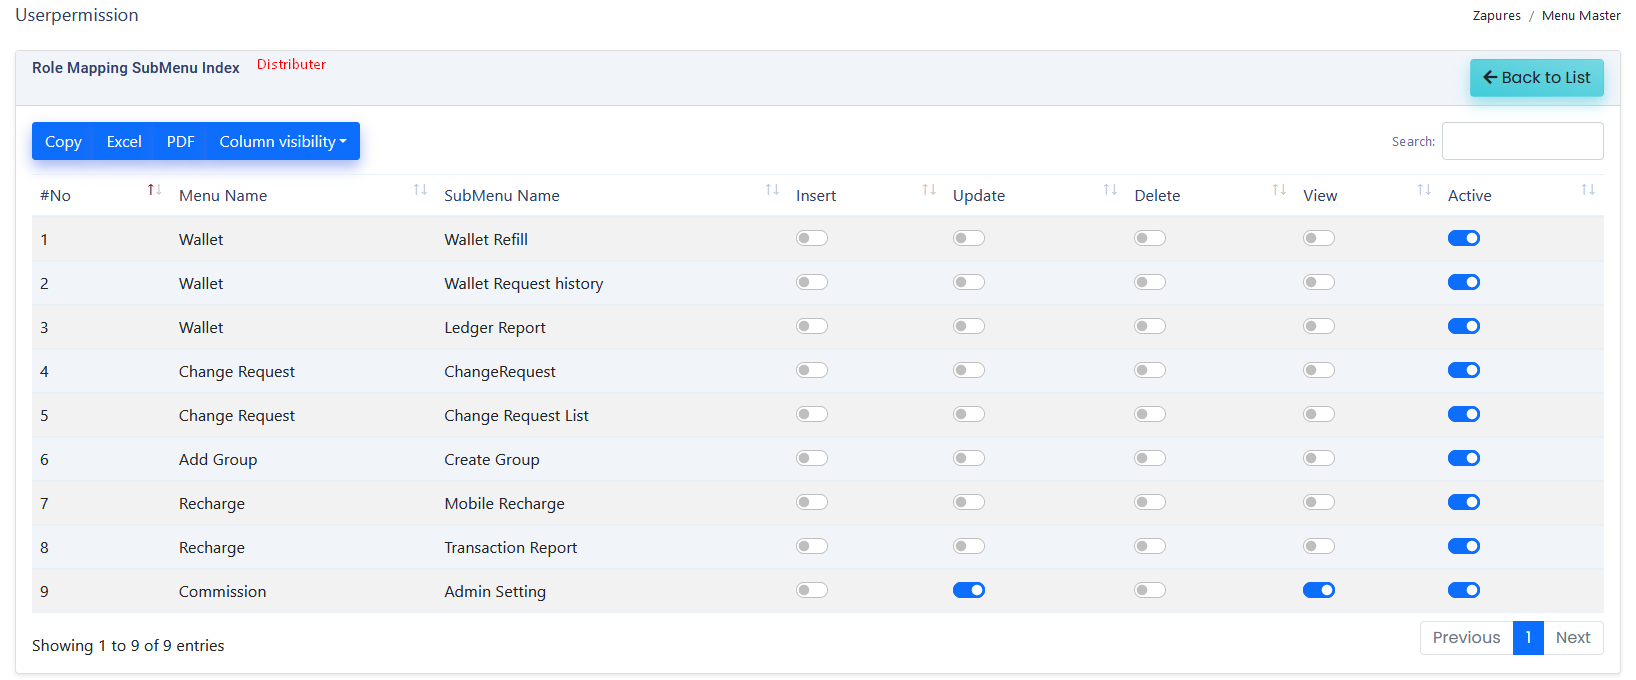 Userpermission
Zapures / Menu Master
Role Mapping SubMenu Index Distributer
Back to List
Copy Excel PDF Column visibility
Search:
#No Menu Name SubMenu Name Insert Update Delete View Active
1 Wallet Wallet Refill
2 Wallet Wallet Request history
3 Wallet Ledger Report
4 Change Request ChangeRequest
5 Change Request Change Request List
6 Add Group Create Group
7 Recharge Mobile Recharge
8 Recharge Transaction Report
9 Commission Admin Setting
Showing 1 to 9 of 9 entries
Previous 1 Next